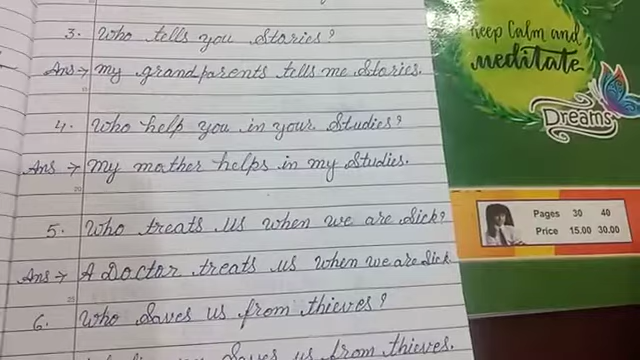 3. Who tells you Stories?
Ans → My grandparents tells me Stories.
4. Who help you in your Studies?
Ans → My mother helps in my Studies.
5. Who treats us when we are Sick?
Ans → A Doctor treats us when we are Sick
6. Who Saves us from thieves?
Saves us from thieves.
Keep Calm and
meditate
Dreams
Pages 30 40
Price 15.00 30.00